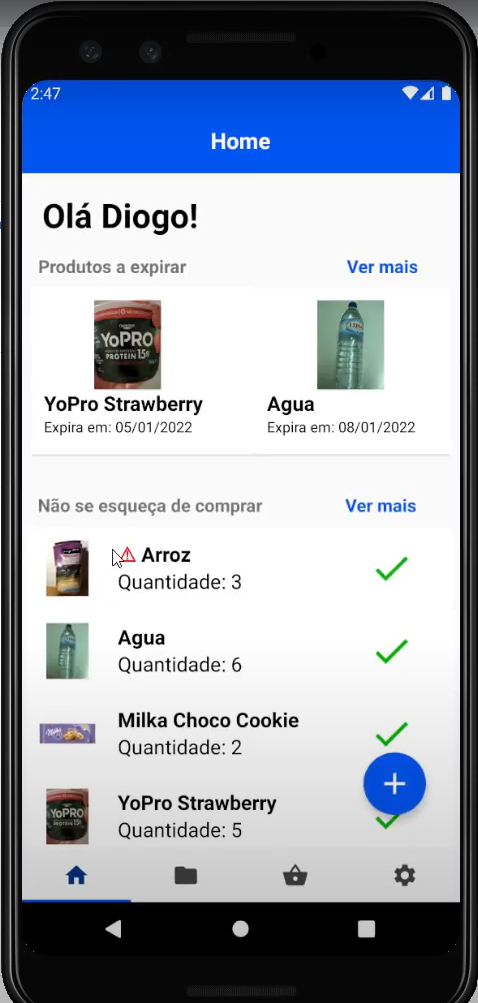 2:47
Home
Olá Diogo!
Produtos a expirar
Ver mais
YoPRO
PROTEIN 15g
YoPro Strawberry
Expira em: 05/01/2022
Agua
Expira em: 08/01/2022
Não se esqueça de comprar
Ver mais
Arroz
Quantidade: 3
Agua
Quantidade: 6
Milka
Milka Choco Cookie
Quantidade: 2
YoPRO
YoPro Strawberry
Quantidade: 5